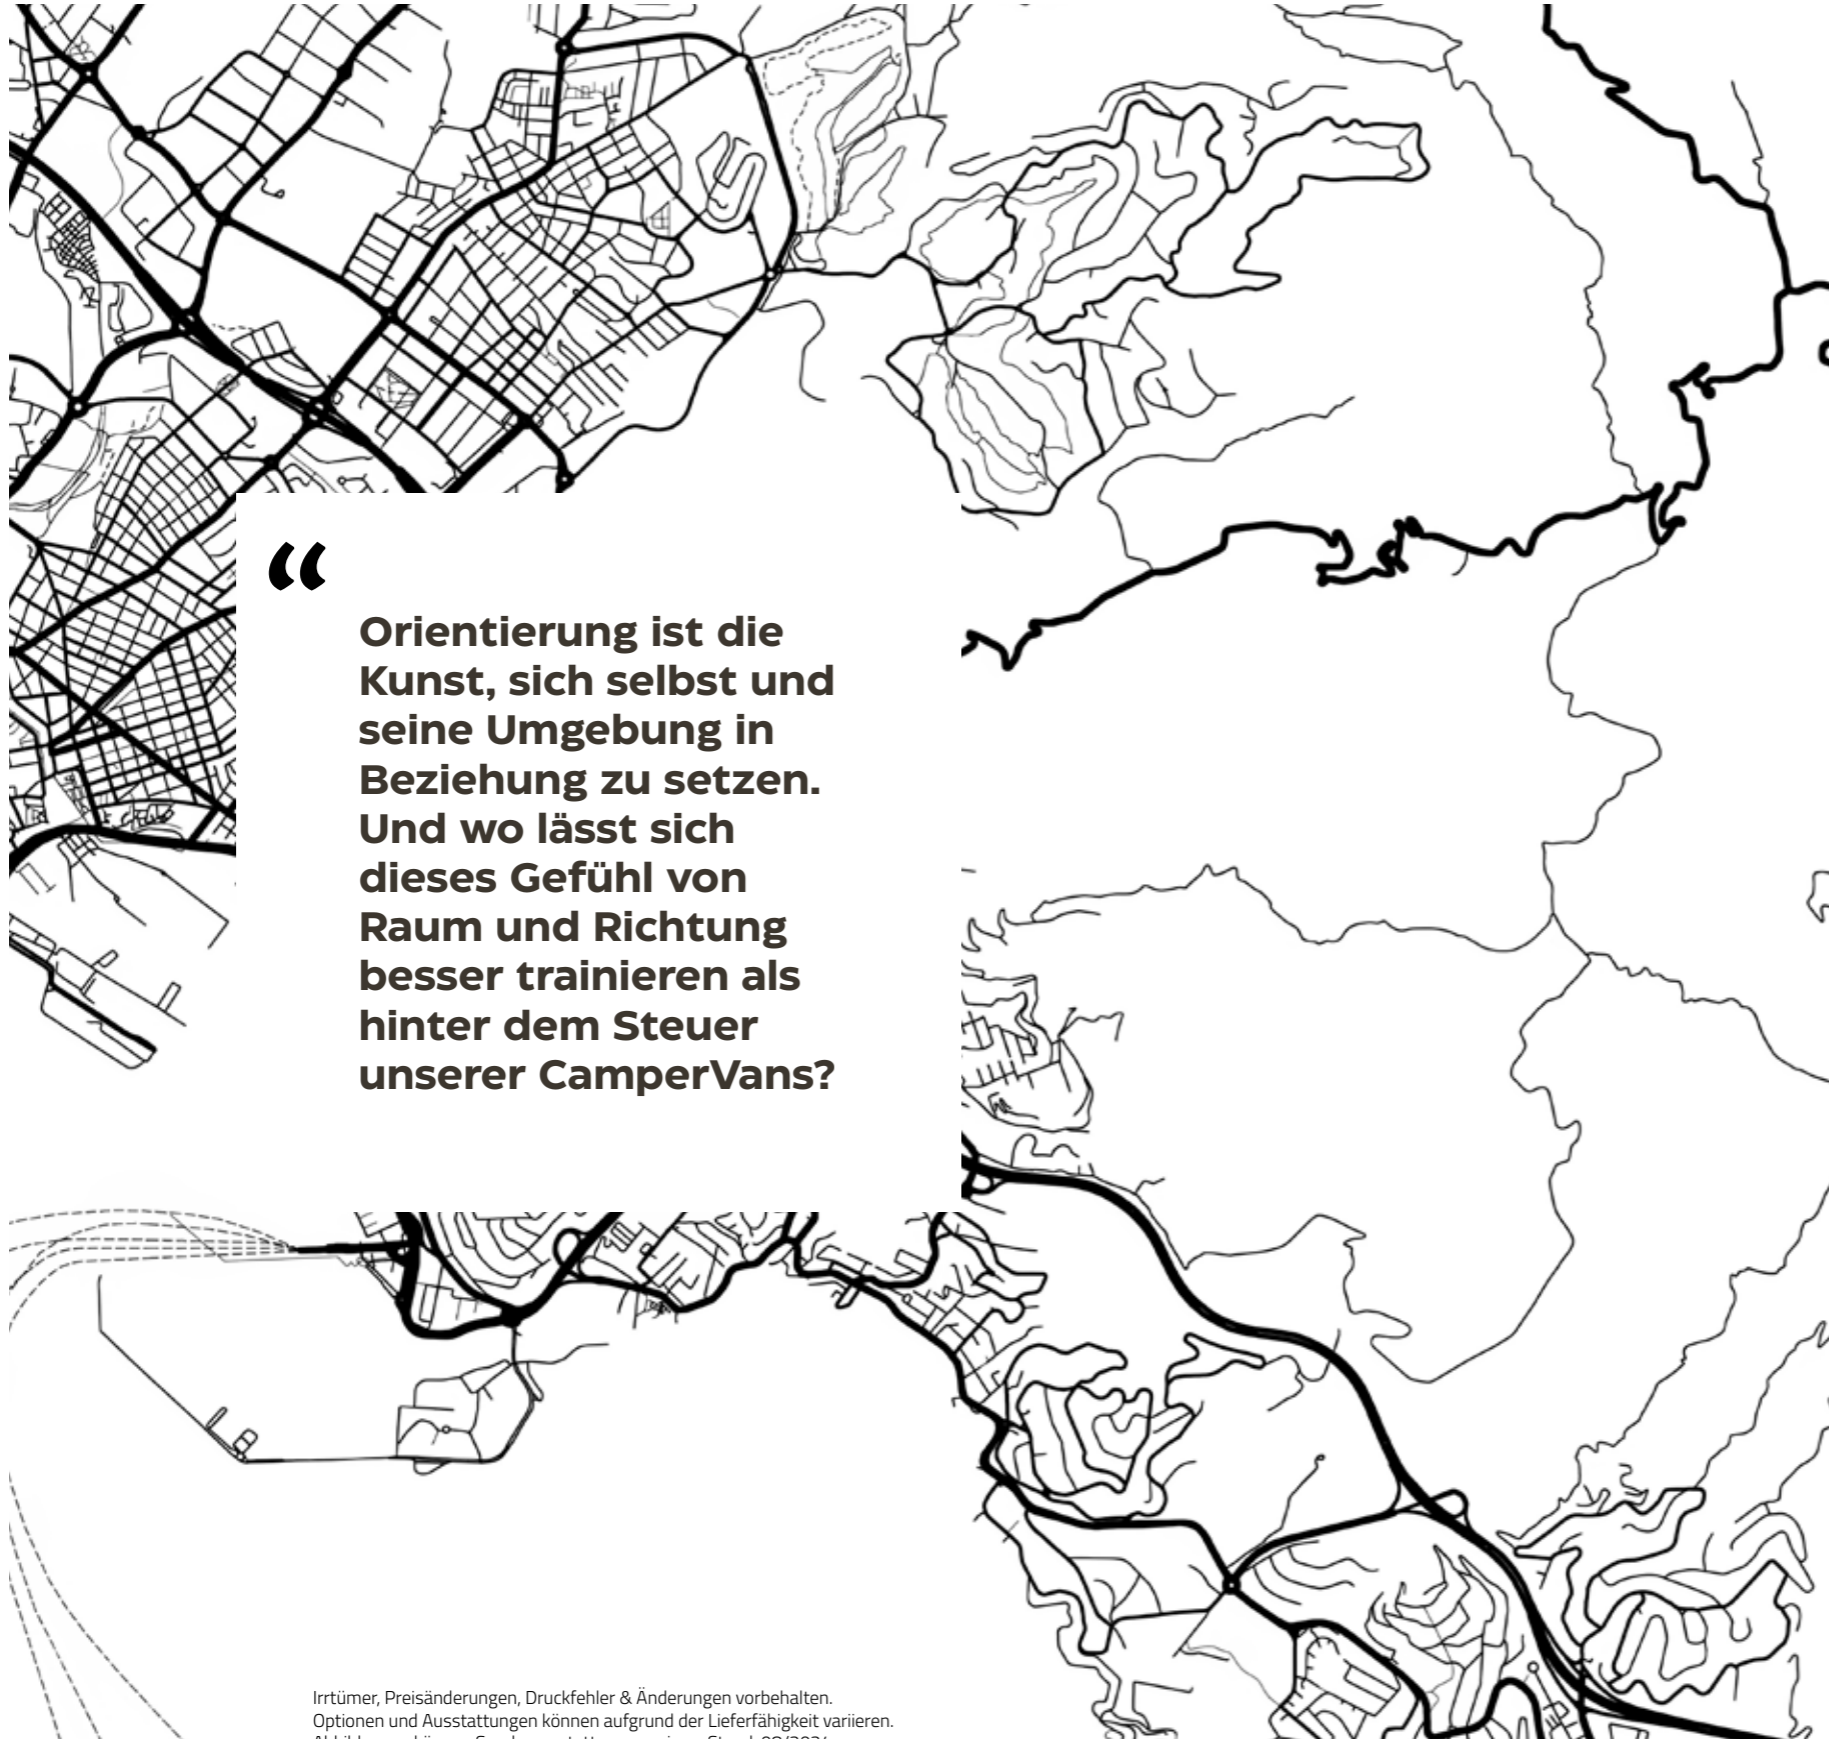 “
Orientierung ist die
Kunst, sich selbst und
seine Umgebung in
Beziehung zu setzen.
Und wo lässt sich
dieses Gefühl von
Raum und Richtung
besser trainieren als
hinter dem Steuer
unserer CamperVans?
Irrtümer, Preisänderungen, Druckfehler & Änderungen vorbehalten.
Optionen und Ausstattungen können aufgrund der Lieferfähigkeit variieren.